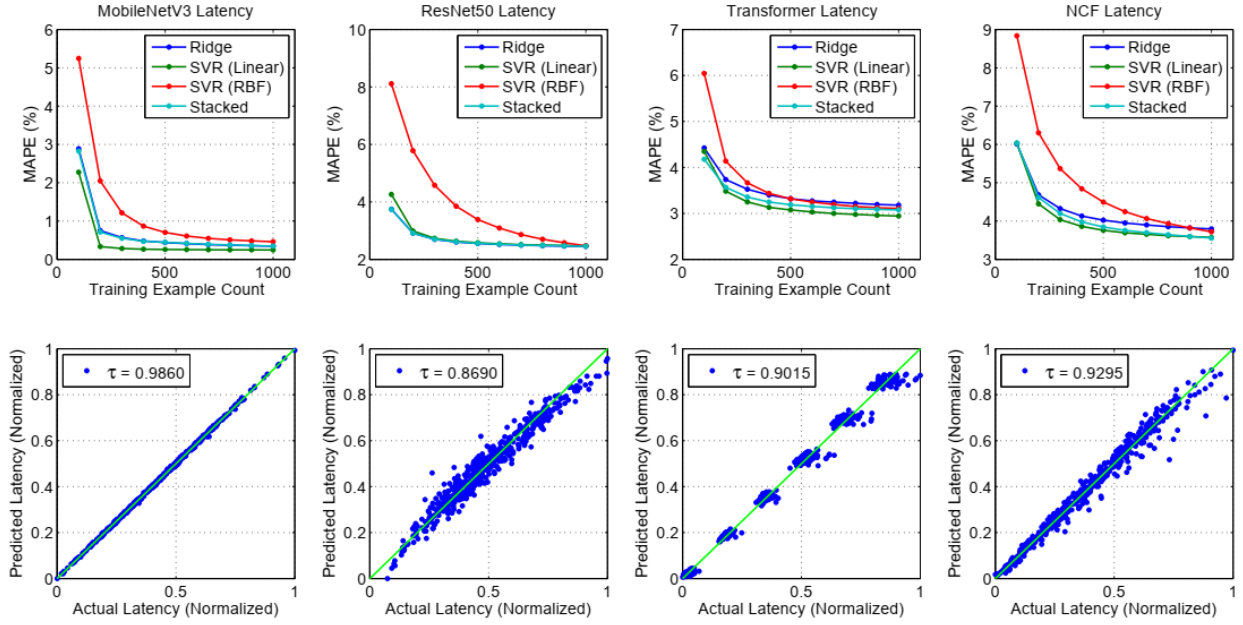 MobileNetV3 Latency
6
5
4
3
2
1
0
MAPE (%)
Ridge
SVR (Linear)
SVR (RBF)
Stacked
0
500
1000
Training Example Count
ResNet50 Latency
10
8
6
4
2
MAPE (%)
Ridge
SVR (Linear)
SVR (RBF)
Stacked
0
500
1000
Training Example Count
Transformer Latency
7
6
5
4
3
2
MAPE (%)
Ridge
SVR (Linear)
SVR (RBF)
Stacked
0
500
1000
Training Example Count
NCF Latency
9
8
7
6
5
4
3
MAPE (%)
Ridge
SVR (Linear)
SVR (RBF)
Stacked
0
500
1000
Training Example Count
1
0.8
0.6
0.4
0.2
0
Predicted Latency (Normalized)
τ = 0.9860
0
0.5
1
Actual Latency (Normalized)
1
0.8
0.6
0.4
0.2
0
Predicted Latency (Normalized)
τ = 0.8690
0
0.5
1
Actual Latency (Normalized)
1
0.8
0.6
0.4
0.2
0
Predicted Latency (Normalized)
τ = 0.9015
0
0.5
1
Actual Latency (Normalized)
1
0.8
0.6
0.4
0.2
0
Predicted Latency (Normalized)
τ = 0.9295
0
0.5
1
Actual Latency (Normalized)